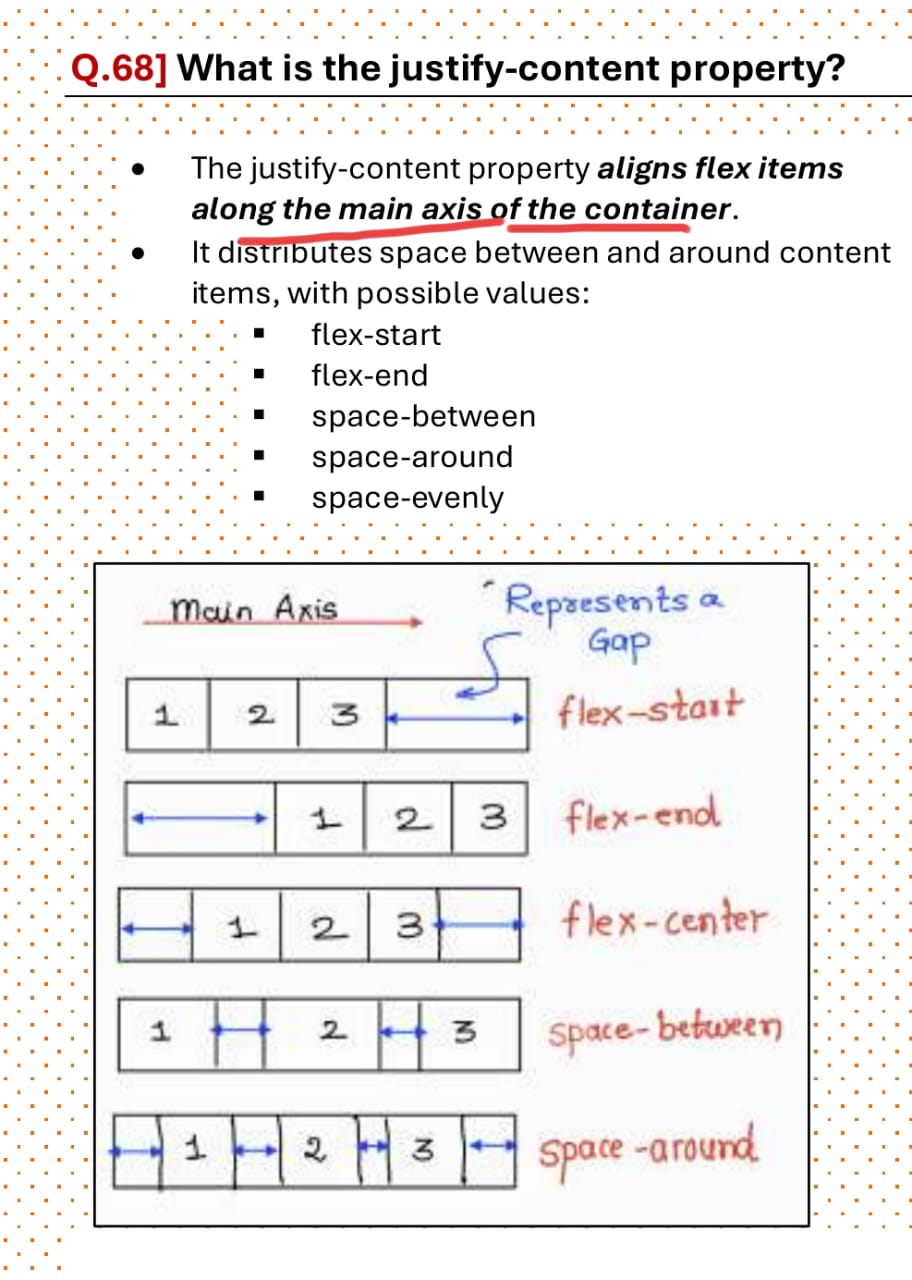 Q.68] What is the justify-content property?
• The justify-content property aligns flex items
along the main axis of the container.
• It distributes space between and around content
items, with possible values:
▪ flex-start
▪ flex-end
▪ space-between
▪ space-around
▪ space-evenly
Main Axis
Represents a
Gap
1 2 3 flex-start
1 2 3 flex-end
1 2 3 flex-center
1 2 3 space-between
1 2 3 space-around